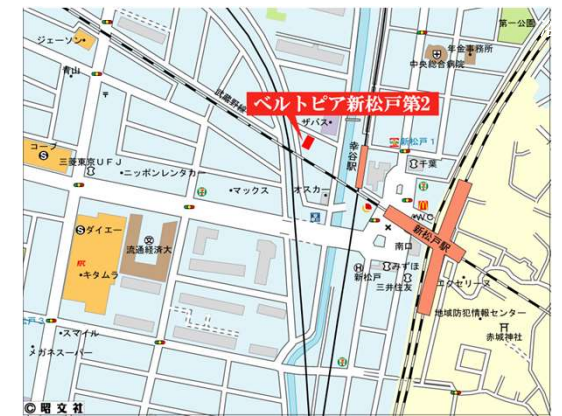 第一公園
ジェーソン
年金事務所
中央総合病院
青山
〒
武蔵野線
ベルトピア新松戸第2
ザバス
新松戸1
幸谷駅
コープ
三菱東京UFJ
千葉
ニッポンレンタカー
マックス
オスカー
WC
新松戸駅
ダイエー
流通経済大
南口
キタムラ
新松戸
みずほ
三井住友
エクセリーヌ
地域防犯情報センター
赤城神社
戸3
スマイル
メガネスーパー
©昭文社